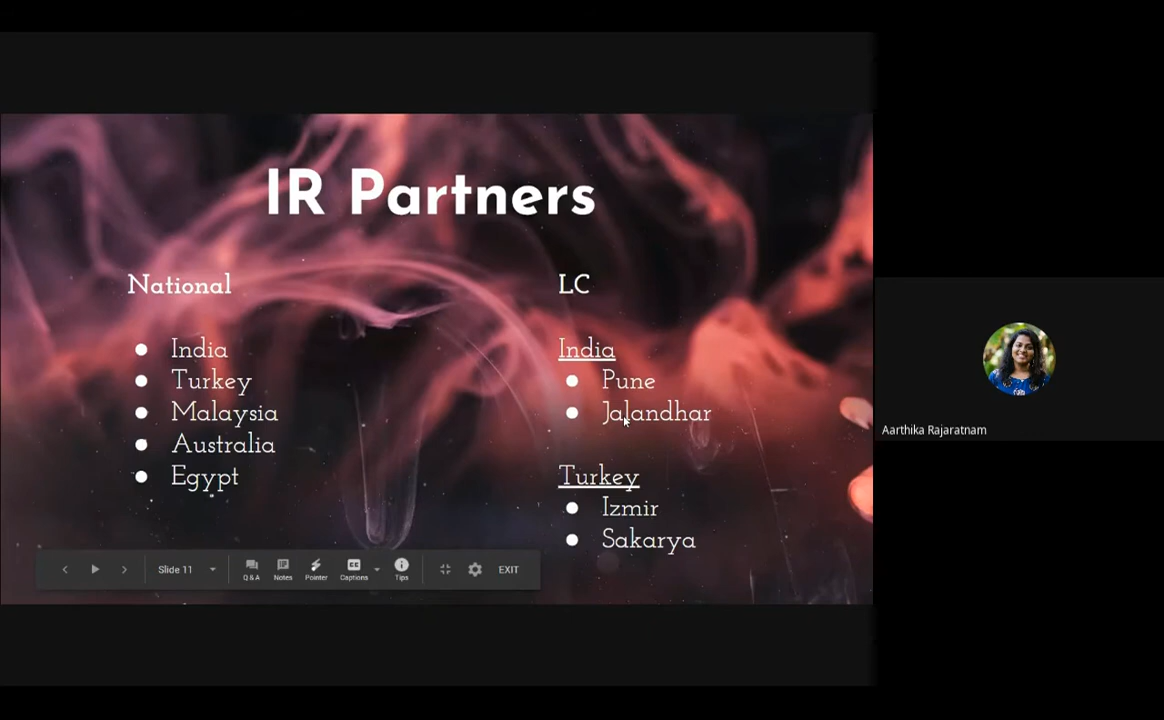 IR Partners
National
India
Turkey
Malaysia
Australia
Egypt
LC
India
Pune
Jalandhar
Turkey
Izmir
Sakarya
Slide 11
Q & A
Notes
Pointer
CC
Captions
Tips
EXIT
Aarthika Rajaratnam